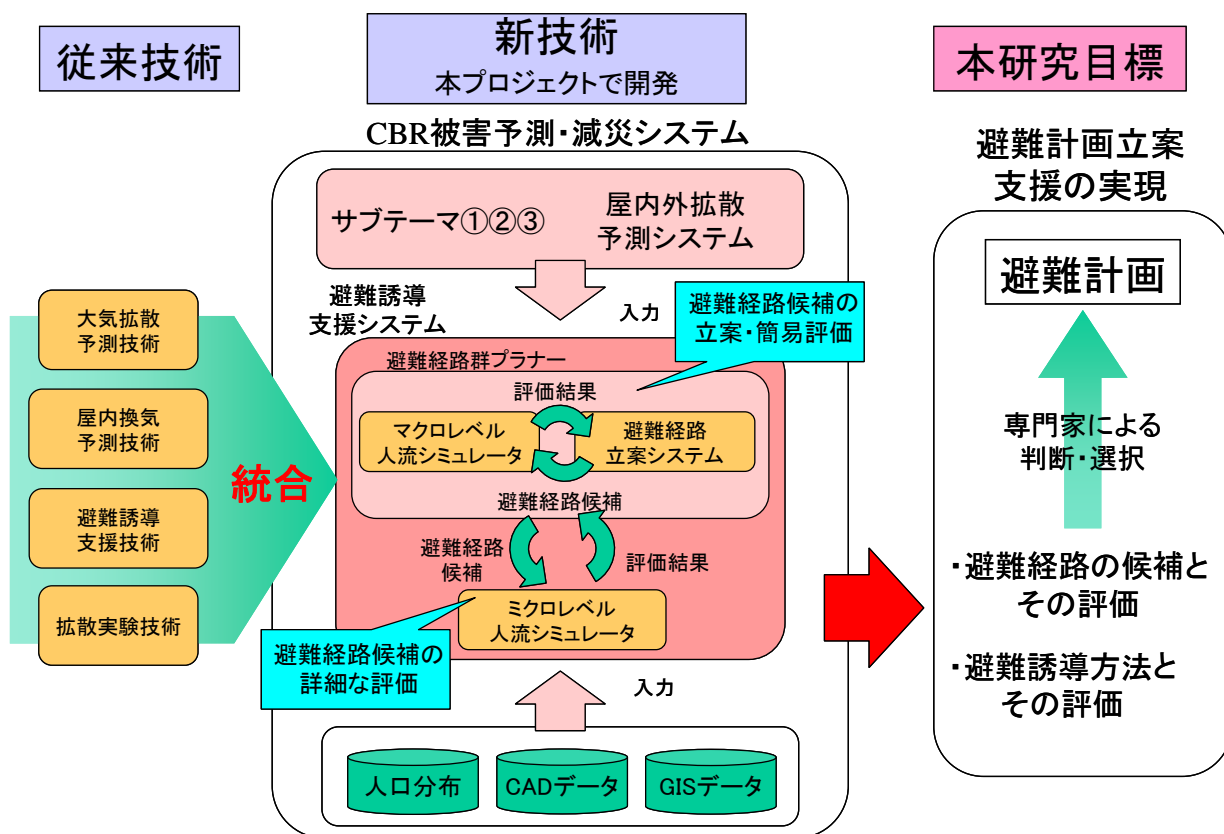 従来技術
新技術
本プロジェクトで開発
本研究目標
CBR被害予測・減災システム
サブテーマ①②③
屋内外拡散
予測システム
避難誘導
支援システム
入力
避難経路候補の
立案・簡易評価
避難経路群プラナー
評価結果
マクロレベル
人流シミュレータ
避難経路
立案システム
避難経路候補
避難経路
候補
評価結果
ミクロレベル
人流シミュレータ
避難経路候補の
詳細な評価
入力
人口分布
CADデータ
GISデータ
大気拡散
予測技術
屋内換気
予測技術
避難誘導
支援技術
拡散実験技術
統合
避難計画立案
支援の実現
避難計画
専門家による
判断・選択
・避難経路の候補と
その評価
・避難誘導方法と
その評価